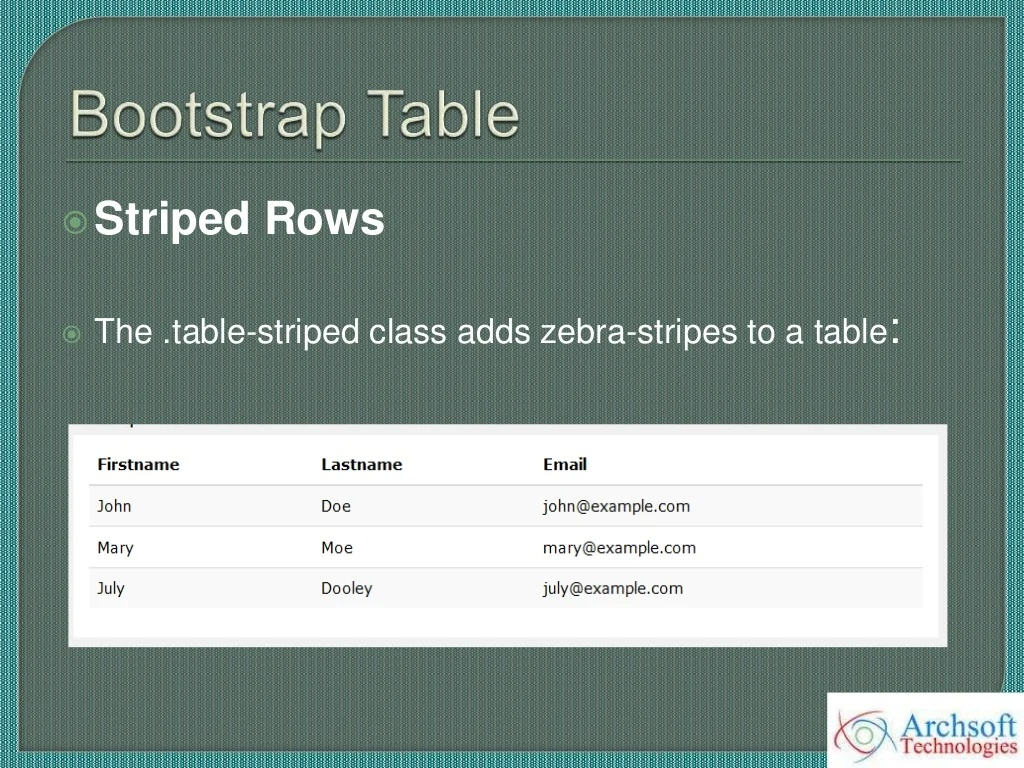 Bootstrap Table
Striped Rows
The .table-striped class adds zebra-stripes to a table:
Firstname Lastname Email
John Doe john@example.com
Mary Moe mary@example.com
July Dooley july@example.com
Archsoft
Technologies